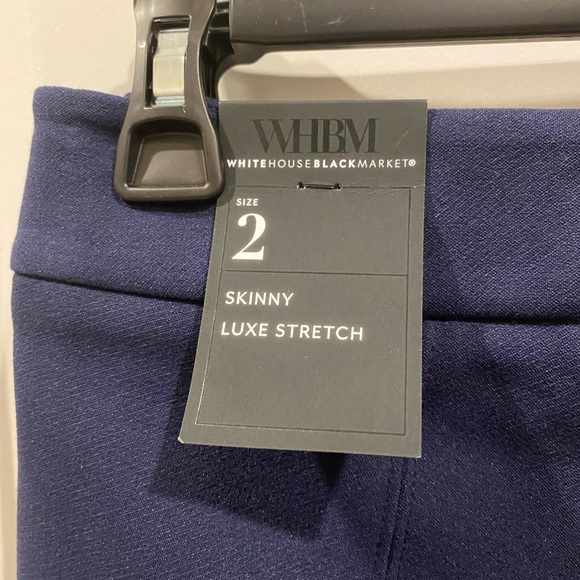 WHBM
WHITEHOUSEBLACKMARKET®
SIZE
2
SKINNY
LUXE STRETCH